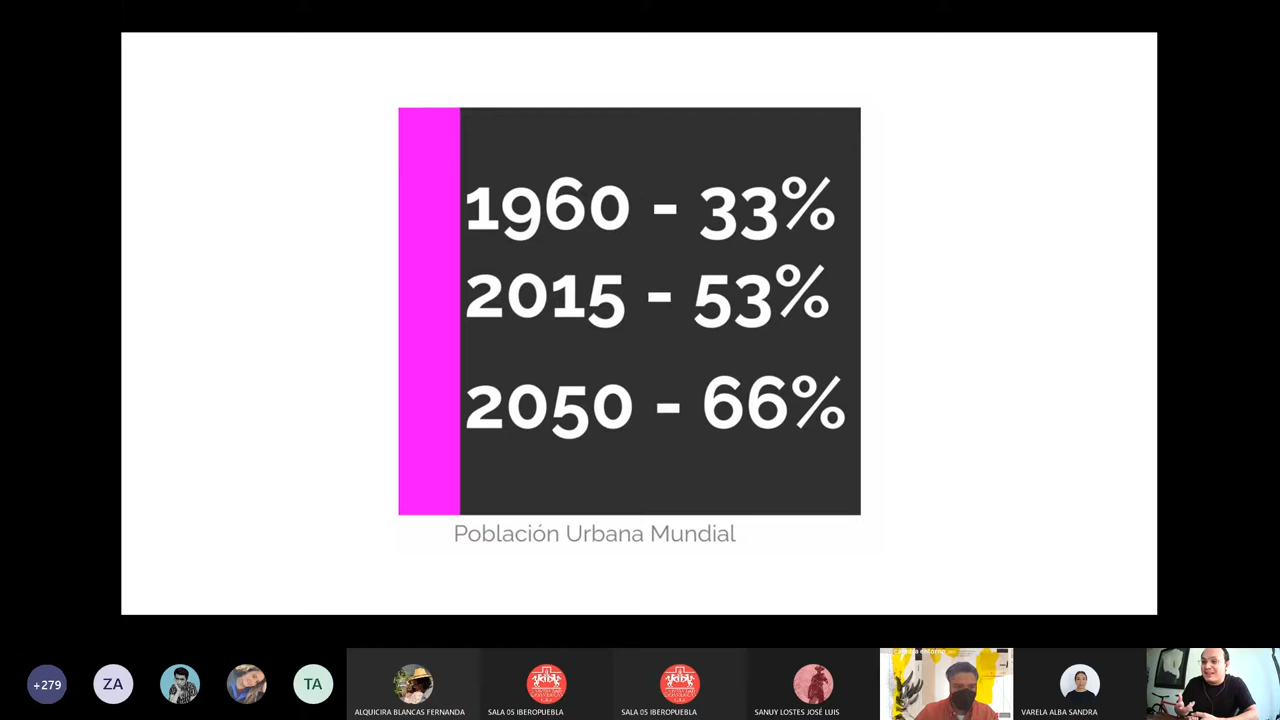 1960 - 33%
2015 - 53%
2050 - 66%
Población Urbana Mundial
+279
ZA
TA
ALQUICIRA BLANCAS FERNANDA
SALA 05 IBEROPUEBLA
SALA 05 IBEROPUEBLA
SANUY LOSTES JOSÉ LUIS
VARELA ALBA SANDRA